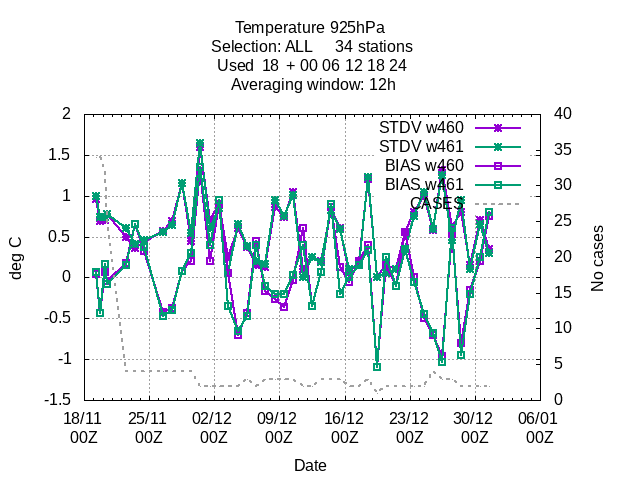 Temperature 925hPa
Selection: ALL 34 stations
Used 18 + 00 06 12 18 24
Averaging window: 12h
2
1.5
1
0.5
0
-0.5
-1
-1.5
deg C
40
35
30
25
20
15
10
5
0
No cases
STDV w460
STDV w461
BIAS w460
BIAS w461
CASES
18/11 25/11 02/12 09/12 16/12 23/12 30/12 06/01
00Z 00Z 00Z 00Z 00Z 00Z 00Z 00Z
Date